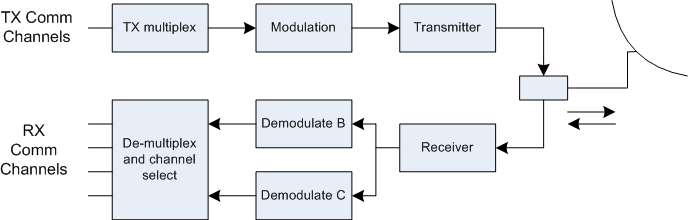 TX Comm
Channels
TX multiplex
Modulation
Transmitter
RX
Comm
Channels
De-multiplex
and channel
select
Demodulate B
Demodulate C
Receiver